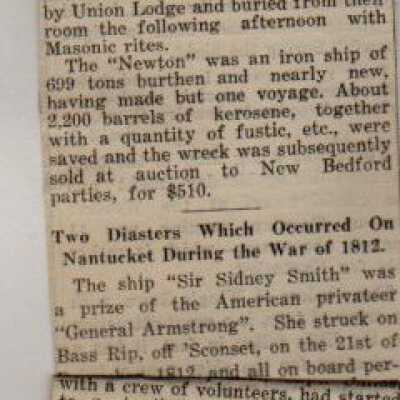 by Union Lodge and buried from their
room the following afternoon with
Masonic rites.
The "Newton" was an iron ship of
699 tons burthen and nearly new,
having made but one voyage. About
2,200 barrels of kerosene, together
with a quantity of fustic, etc., were
saved and the wreck was subsequently
sold at auction to New Bedford
parties, for $510.
Two Diasters Which Occurred On
Nantucket During the War of 1812.
The ship "Sir Sidney Smith" was
a prize of the American privateer
"General Armstrong". She struck on
Bass Rip, off 'Sconset, on the 21st of
1812, and all on board per-
with a crew of volunteers, had started